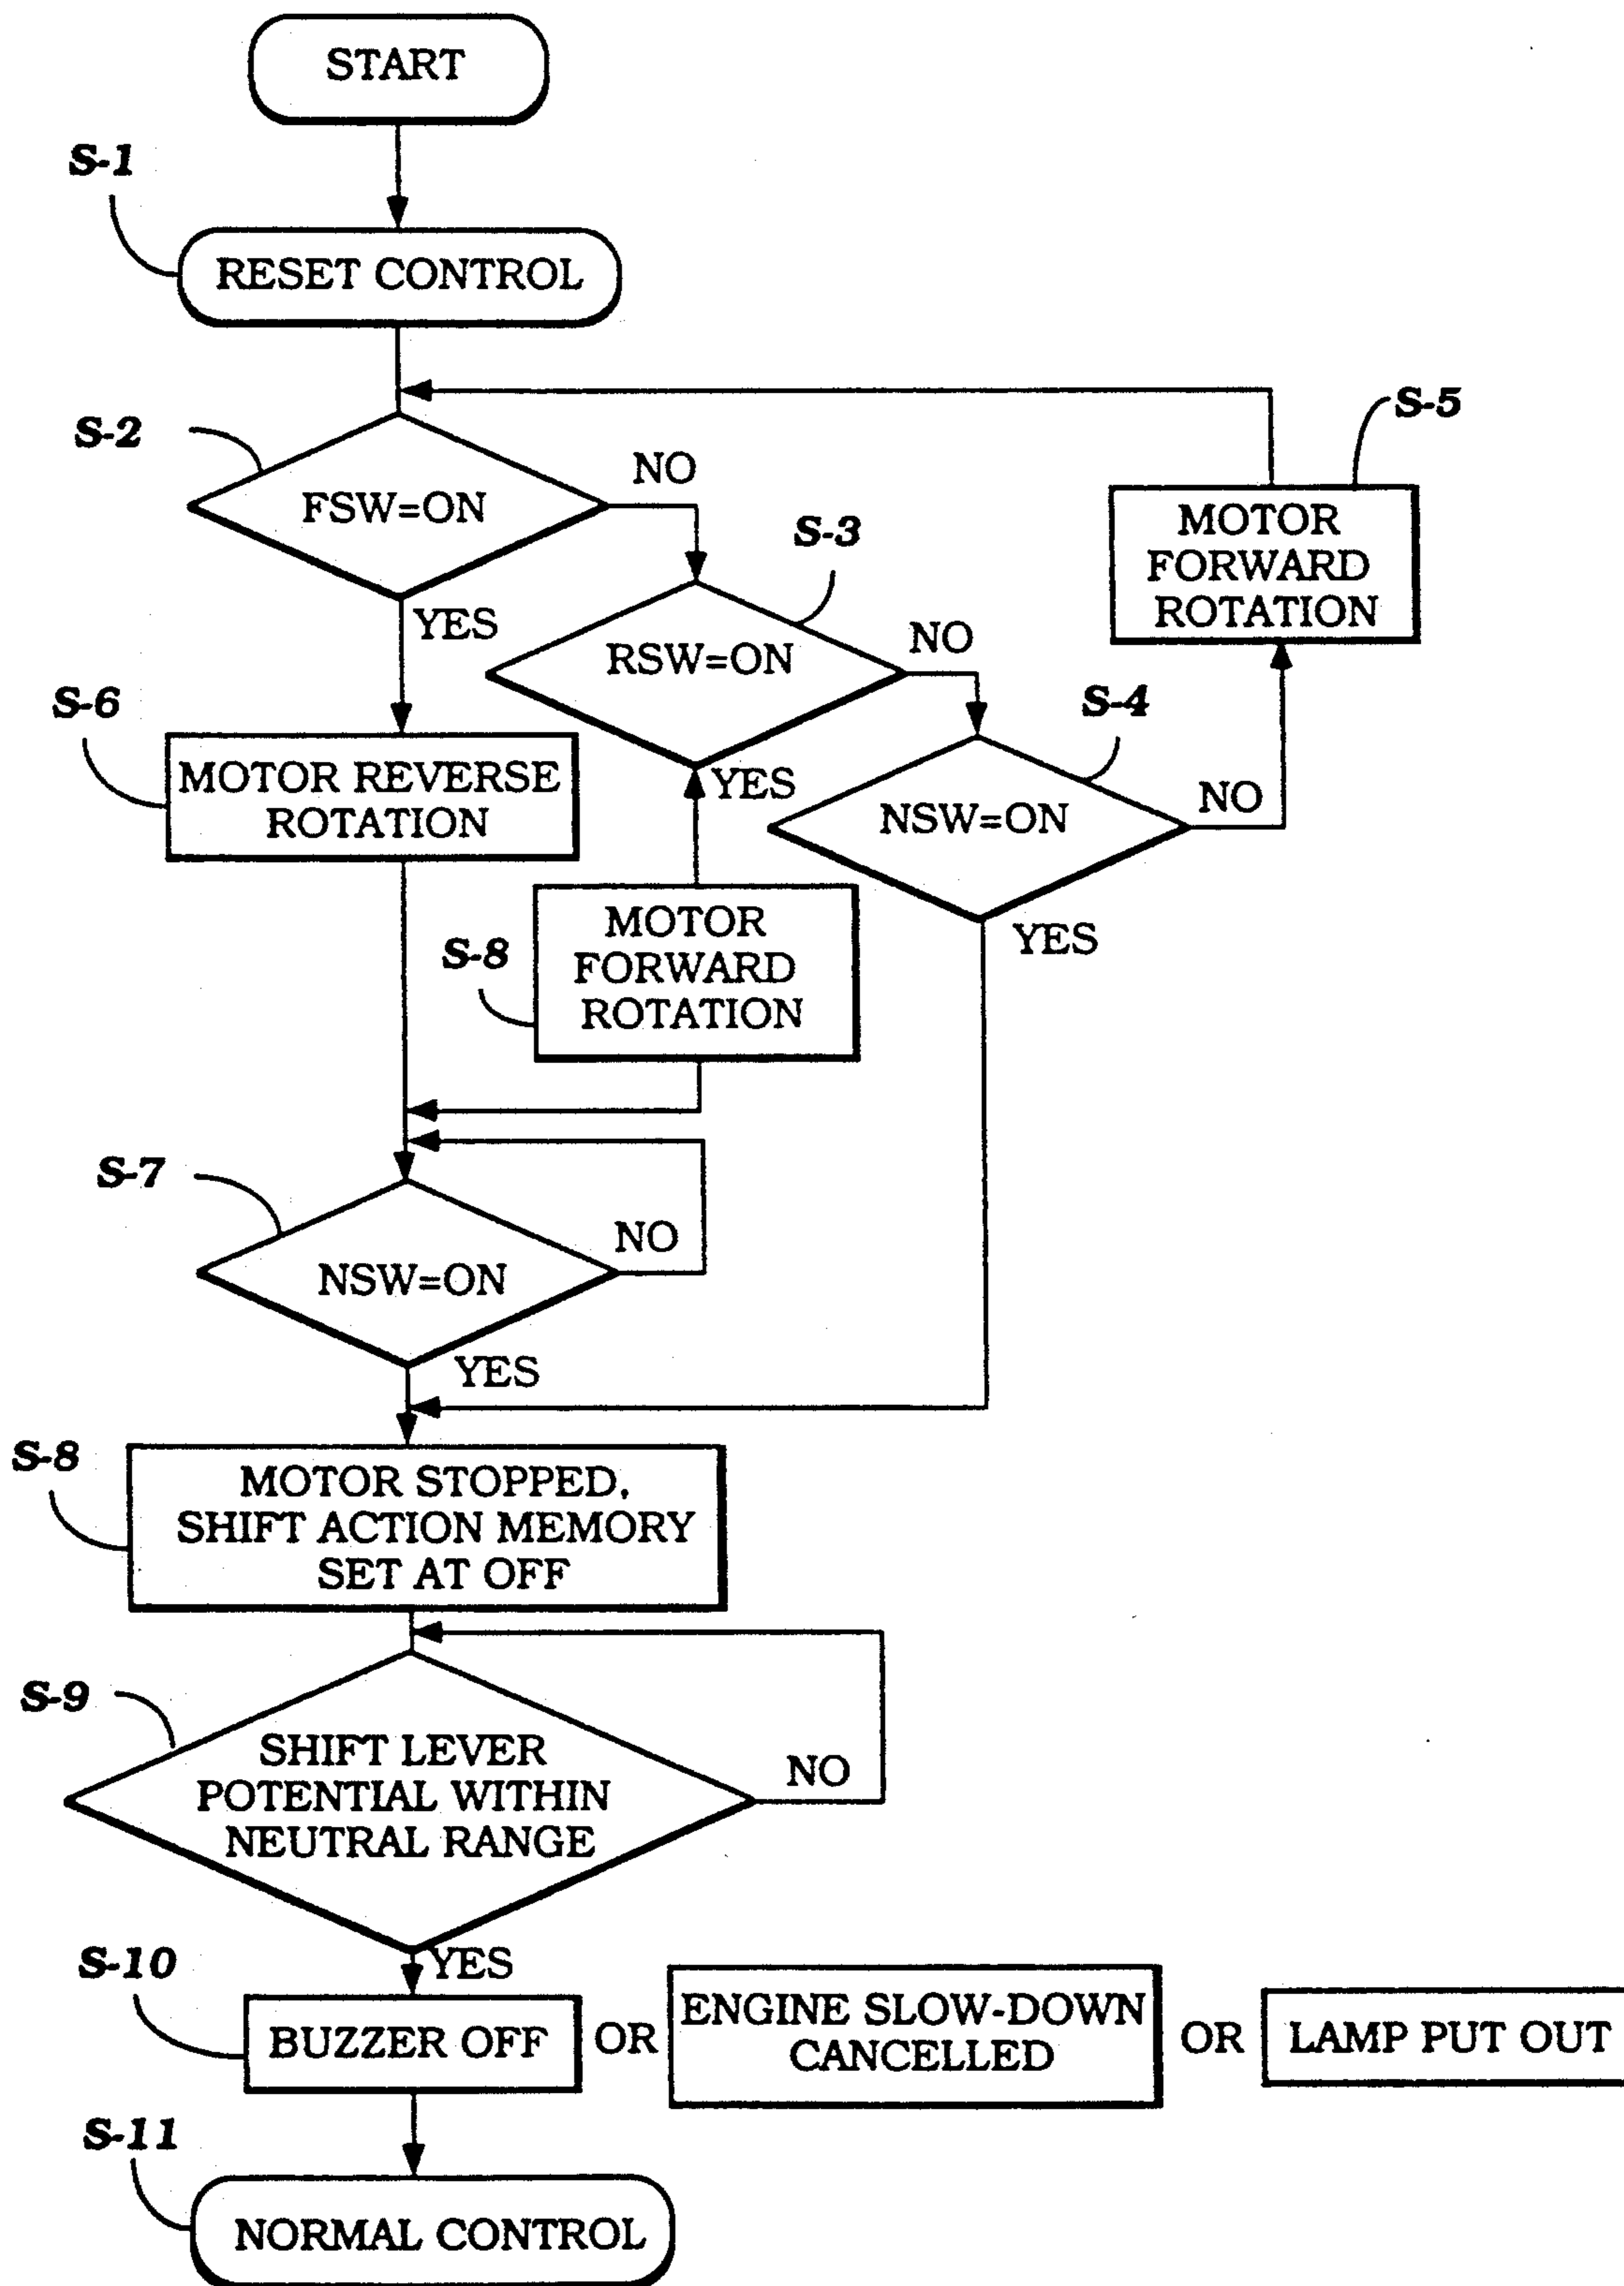 START
S-1
RESET CONTROL
S-2
FSW=ON
NO
YES
S-3
RSW=ON
NO
YES
S-4
NSW=ON
NO
YES
S-5
MOTOR
FORWARD
ROTATION
S-6
MOTOR REVERSE
ROTATION
S-8
MOTOR
FORWARD
ROTATION
S-7
NSW=ON
NO
YES
S-8
MOTOR STOPPED,
SHIFT ACTION MEMORY
SET AT OFF
S-9
SHIFT LEVER
POTENTIAL WITHIN
NEUTRAL RANGE
NO
YES
S-10
BUZZER OFF
OR
ENGINE SLOW-DOWN
CANCELLED
OR
LAMP PUT OUT
S-11
NORMAL CONTROL